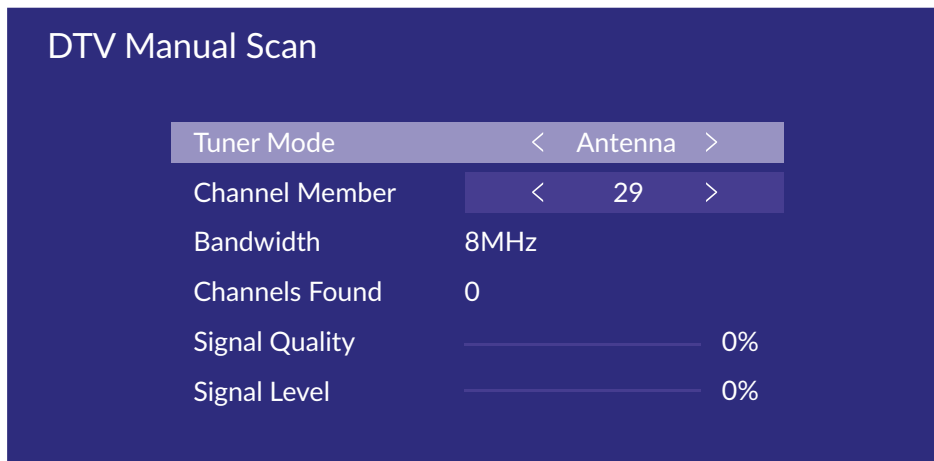 DTV Manual Scan
Tuner Mode < Antenna >
Channel Member < 29 >
Bandwidth 8MHz
Channels Found 0
Signal Quality 0%
Signal Level 0%